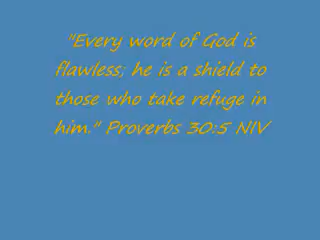 "Every word of God is
flawless; he is a shield to
those who take refuge in
him." Proverbs 30:5 NIV